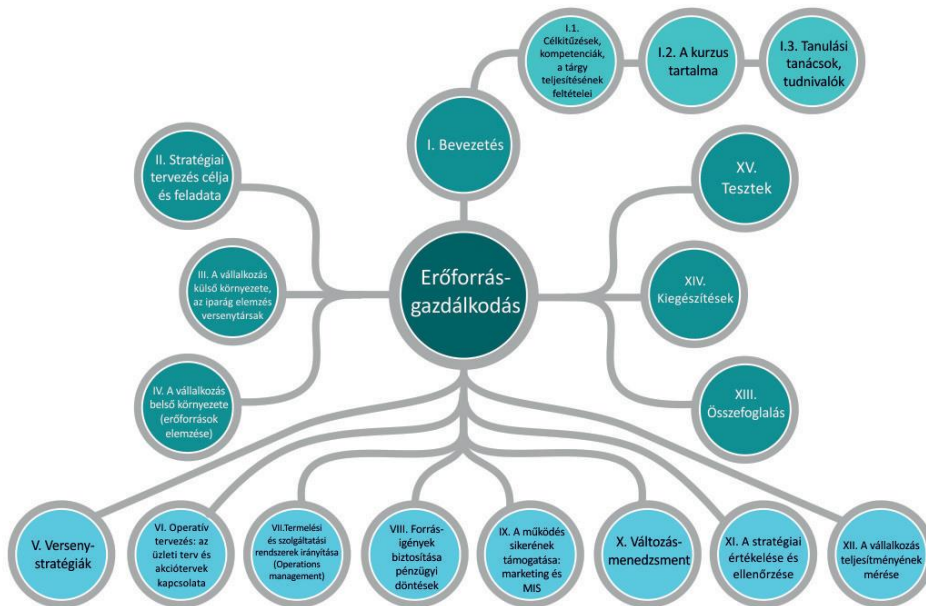 I.1.
Célkitűzések,
kompetenciák,
a tárgy
teljesítésének
feltételei
I.2. A kurzus
tartalma
I.3. Tanulási
tanácsok,
tudnivalók
I. Bevezetés
II. Stratégiai
tervezés célja
és feladata
XV.
Tesztek
III. A vállalkozás
külső környezete,
az iparág elemzés
versenytársak
Erőforrás-
gazdálkodás
XIV.
Kiegészítések
IV. A vállalkozás
belső környezete
(erőforrások
elemzése)
XIII.
Összefoglalás
V. Verseny-
stratégiák
VI. Operatív
tervezés: az
üzleti terv és
akciótervek
kapcsolata
VII.Termelési
és szolgáltatási
rendszerek irányítása
(Operations
management)
VIII. Forrás-
igények
biztosítása
pénzügyi
döntések
IX. A működés
sikerének
támogatása:
marketing és
MIS
X. Változás-
menedzsment
XI. A stratégiai
értékelése és
ellenőrzése
XII. A vállalkozás
teljesítményének
mérése